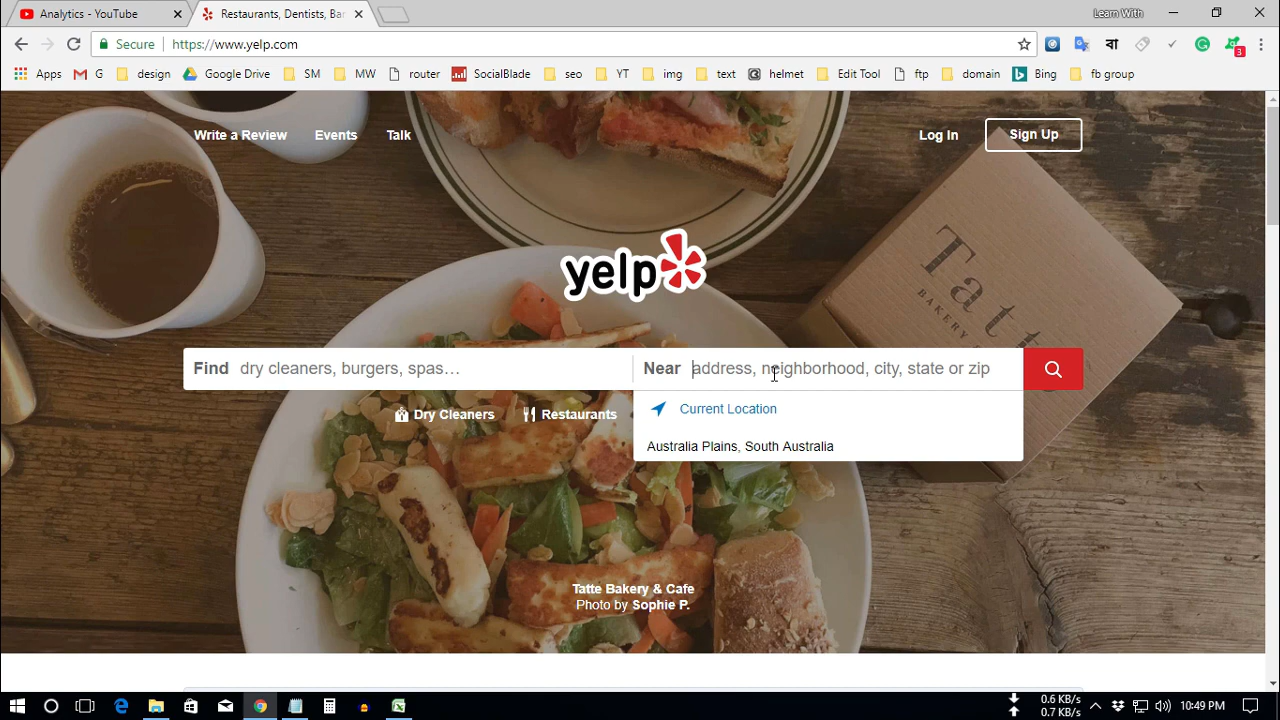 Analytics - YouTube
Restaurants, Dentists, Bar
Learn With
Secure
https://www.yelp.com
বা
3
Apps
G
design
Google Drive
SM
MW
router
SocialBlade
seo
YT
img
text
helmet
Edit Tool
ftp
domain
Bing
fb group
Write a Review
Events
Talk
Log In
Sign Up
Tatte
BAKERY
yelp
Find dry cleaners, burgers, spas…
Near address, neighborhood, city, state or zip
Current Location
Dry Cleaners
Restaurants
Australia Plains, South Australia
Tatte Bakery & Cafe
Photo by Sophie P.
0.6 KB/s
0.7 KB/s
10:49 PM